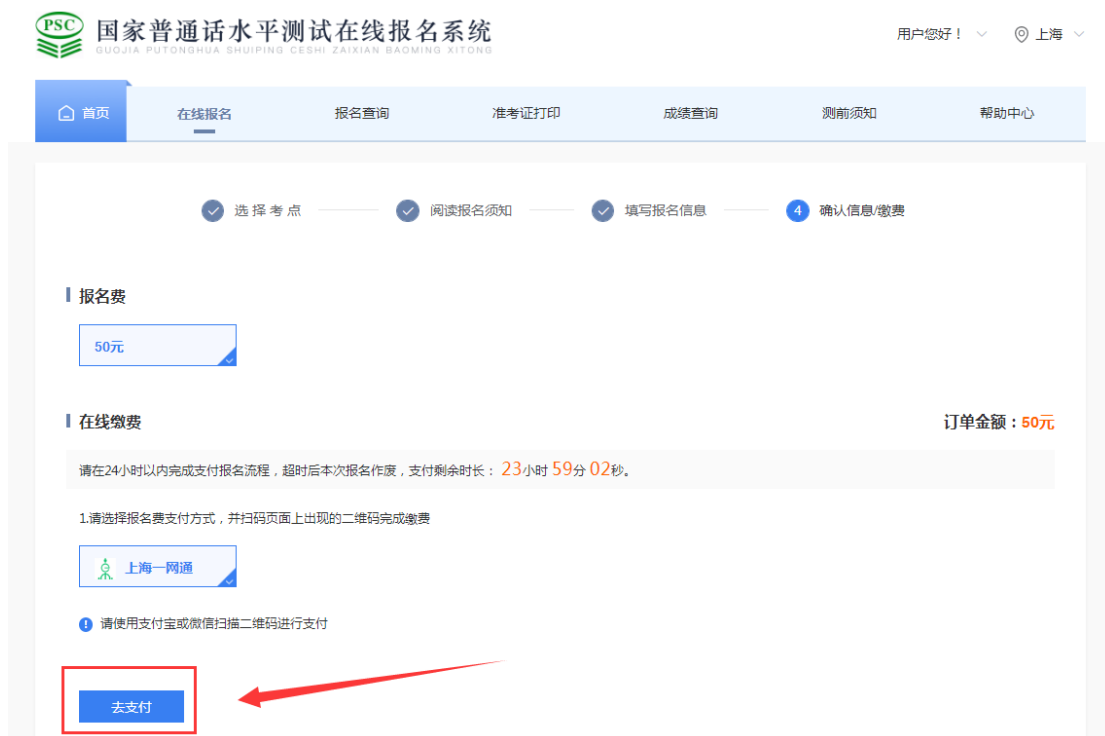 PSC 国家普通话水平测试在线报名系统
GUOJIA PUTONGHUA SHUIPING CESHI ZAIXIAN BAOMING XITONG
用户您好！ 上海
首页 在线报名 报名查询 准考证打印 成绩查询 测前须知 帮助中心
选择考点 阅读报名须知 填写报名信息 4 确认信息/缴费
报名费
50元
在线缴费 订单金额：50元
请在24小时以内完成支付报名流程，超时后本次报名作废，支付剩余时长： 23小时 59分 02秒。
1.请选择报名费支付方式，并扫码页面上出现的二维码完成缴费
上海一网通
请使用支付宝或微信扫描二维码进行支付
去支付